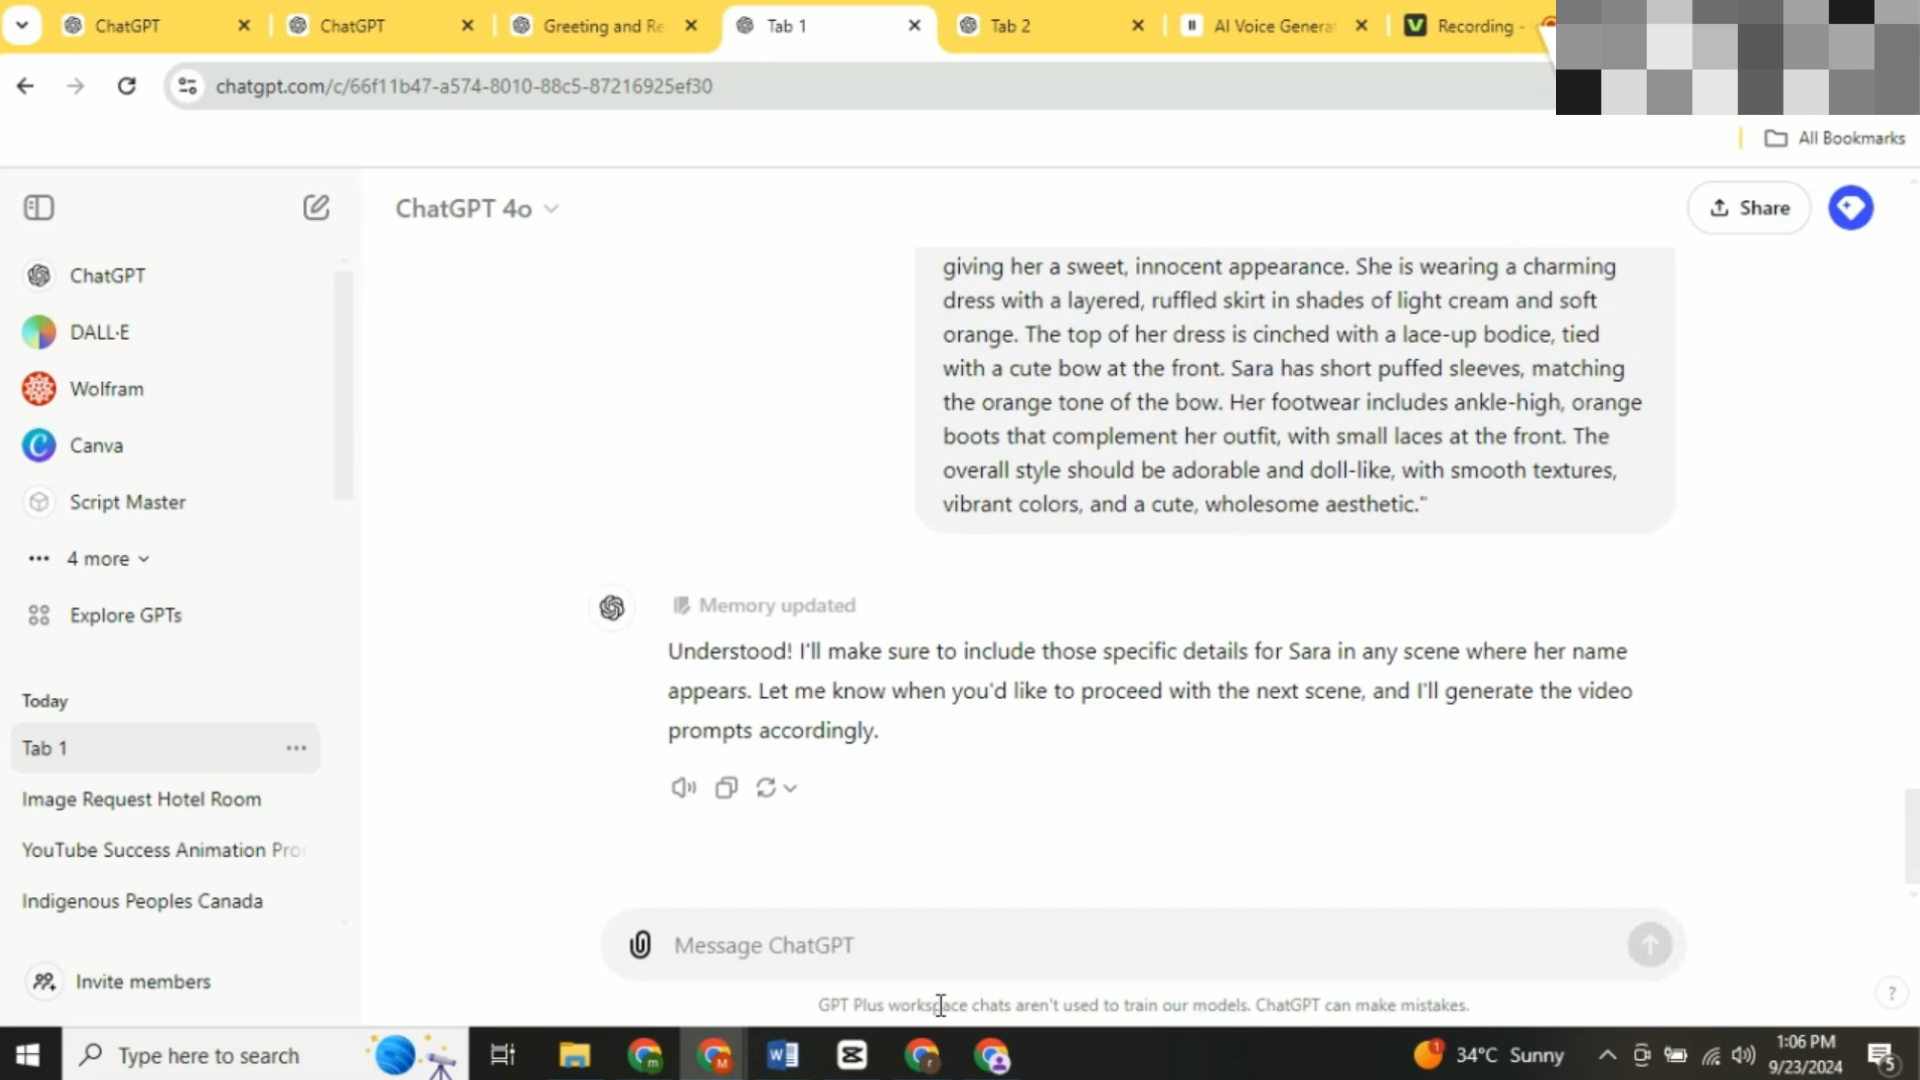 ChatGPT
ChatGPT
Greeting and Re
Tab 1
Tab 2
AI Voice Genera
Recording -
chatgpt.com/c/66f11b47-a574-8010-88c5-87216925ef30
All Bookmarks
ChatGPT 4o
Share
ChatGPT
DALL·E
Wolfram
Canva
Script Master
4 more
Explore GPTs
Today
Tab 1
Image Request Hotel Room
YouTube Success Animation Pro
Indigenous Peoples Canada
Invite members
giving her a sweet, innocent appearance. She is wearing a charming
dress with a layered, ruffled skirt in shades of light cream and soft
orange. The top of her dress is cinched with a lace-up bodice, tied
with a cute bow at the front. Sara has short puffed sleeves, matching
the orange tone of the bow. Her footwear includes ankle-high, orange
boots that complement her outfit, with small laces at the front. The
overall style should be adorable and doll-like, with smooth textures,
vibrant colors, and a cute, wholesome aesthetic."
Memory updated
Understood! I'll make sure to include those specific details for Sara in any scene where her name
appears. Let me know when you'd like to proceed with the next scene, and I'll generate the video
prompts accordingly.
Message ChatGPT
GPT Plus workspace chats aren't used to train our models. ChatGPT can make mistakes.
?
Type here to search
34°C Sunny
1:06 PM
9/23/2024
5